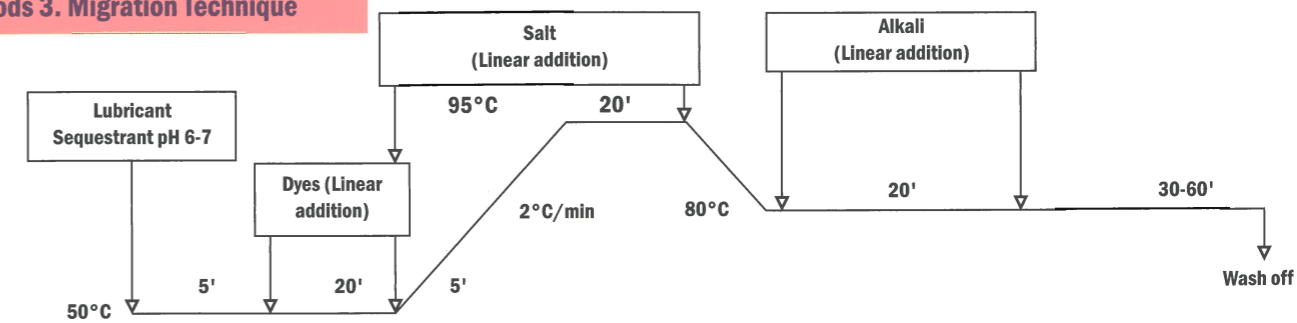 ods 3. Migration Technique
Salt
(Linear addition)
Alkali
(Linear addition)
Lubricant
Sequestrant pH 6-7
95°C
20'
Dyes (Linear
addition)
2°C/min
80°C
20'
30-60'
5'
20'
5'
50°C
Wash off